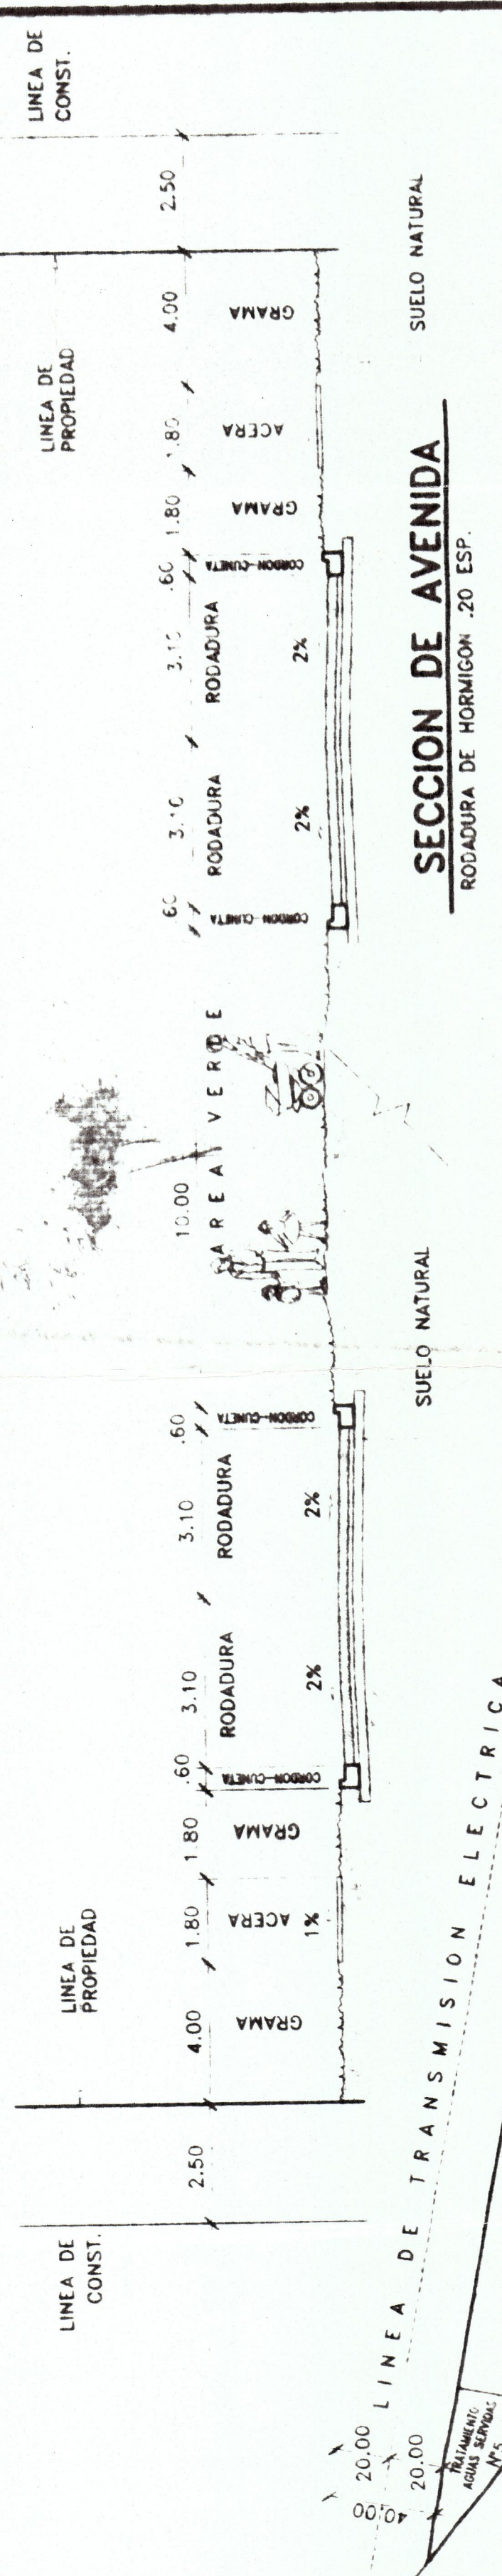 LINEA DE
CONST.
2.50
4.00
GRAMA
LINEA DE
PROPIEDAD
1.80
ACERA
1%
1.80
GRAMA
.60
CORDON-CUNETA
3.10
RODADURA
2%
3.10
RODADURA
2%
.60
CORDON-CUNETA
10.00
AREA VERDE
.60
CORDON-CUNETA
3.10
RODADURA
2%
3.10
RODADURA
2%
.60
CORDON-CUNETA
1.80
GRAMA
1.80
ACERA
4.00
GRAMA
LINEA DE
PROPIEDAD
2.50
LINEA DE
CONST.
SUELO NATURAL
SUELO NATURAL
SECCION DE AVENIDA
RODADURA DE HORMIGON .20 ESP.
LINEA DE TRANSMISION ELECTRICA
20.00
20.00
40.00
TRATAMIENTO
AGUAS SERVIDAS
Nº5